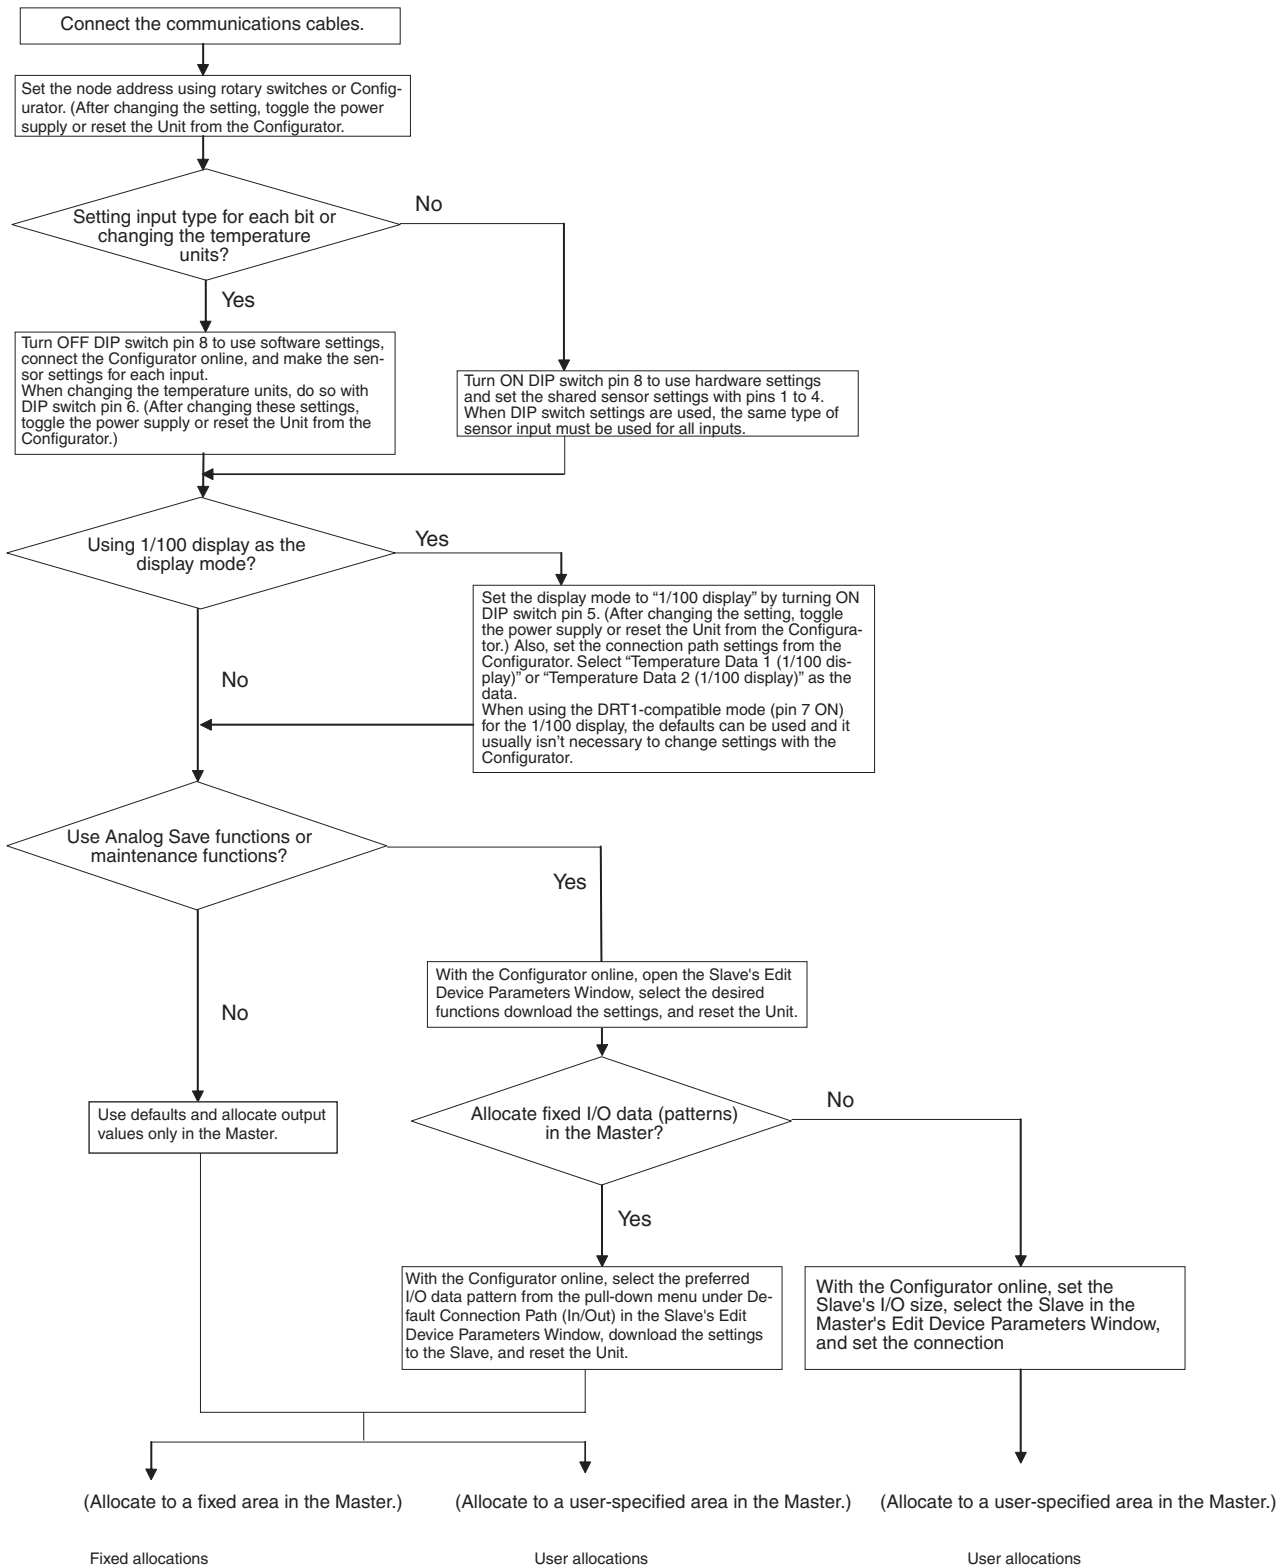 Connect the communications cables.
Set the node address using rotary switches or Config-
urator. (After changing the setting, toggle the power
supply or reset the Unit from the Configurator.
Setting input type for each bit or
changing the temperature
units?
No
Yes
Turn OFF DIP switch pin 8 to use software settings,
connect the Configurator online, and make the sen-
sor settings for each input.
When changing the temperature units, do so with
DIP switch pin 6. (After changing these settings,
toggle the power supply or reset the Unit from the
Configurator.)
Turn ON DIP switch pin 8 to use hardware settings
and set the shared sensor settings with pins 1 to 4.
When DIP switch settings are used, the same type of
sensor input must be used for all inputs.
Using 1/100 display as the
display mode?
Yes
Set the display mode to “1/100 display” by turning ON
DIP switch pin 5. (After changing the setting, toggle
the power supply or reset the Unit from the Configura-
tor.) Also, set the connection path settings from the
Configurator. Select “Temperature Data 1 (1/100 dis-
play)” or “Temperature Data 2 (1/100 display)” as the
data.
When using the DRT1-compatible mode (pin 7 ON)
for the 1/100 display, the defaults can be used and it
usually isn't necessary to change settings with the
Configurator.
No
Use Analog Save functions or
maintenance functions?
Yes
With the Configurator online, open the Slave's Edit
Device Parameters Window, select the desired
functions download the settings, and reset the Unit.
No
Use defaults and allocate output
values only in the Master.
Allocate fixed I/O data (patterns)
in the Master?
No
Yes
With the Configurator online, select the preferred
I/O data pattern from the pull-down menu under De-
fault Connection Path (In/Out) in the Slave's Edit
Device Parameters Window, download the settings
to the Slave, and reset the Unit.
With the Configurator online, set the
Slave's I/O size, select the Slave in the
Master's Edit Device Parameters Window,
and set the connection
(Allocate to a fixed area in the Master.)
(Allocate to a user-specified area in the Master.)
(Allocate to a user-specified area in the Master.)
Fixed allocations
User allocations
User allocations